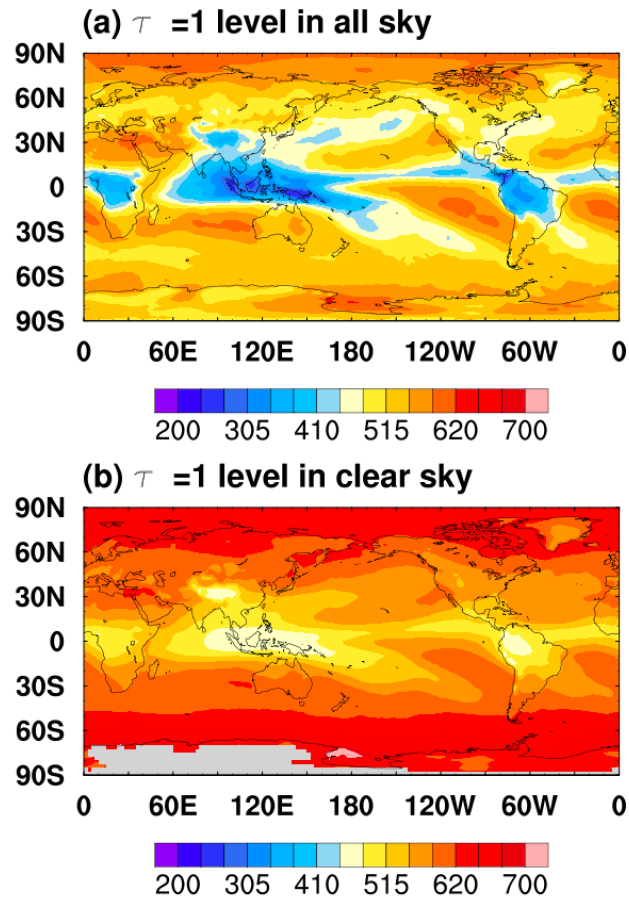 (a) τ =1 level in all sky
90N
60N
30N
0
30S
60S
90S
0 60E 120E 180 120W 60W 0
200 305 410 515 620 700
(b) τ =1 level in clear sky
90N
60N
30N
0
30S
60S
90S
0 60E 120E 180 120W 60W 0
200 305 410 515 620 700